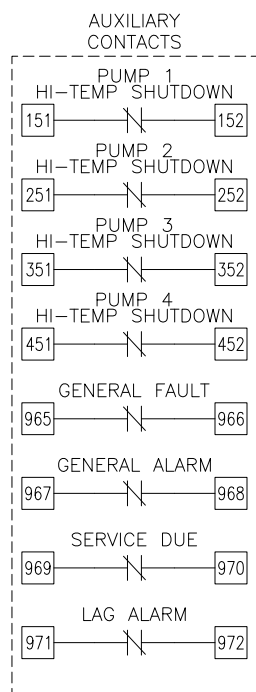 AUXILIARY
CONTACTS
PUMP 1
HI-TEMP SHUTDOWN
151 152
PUMP 2
HI-TEMP SHUTDOWN
251 252
PUMP 3
HI-TEMP SHUTDOWN
351 352
PUMP 4
HI-TEMP SHUTDOWN
451 452
GENERAL FAULT
965 966
GENERAL ALARM
967 968
SERVICE DUE
969 970
LAG ALARM
971 972